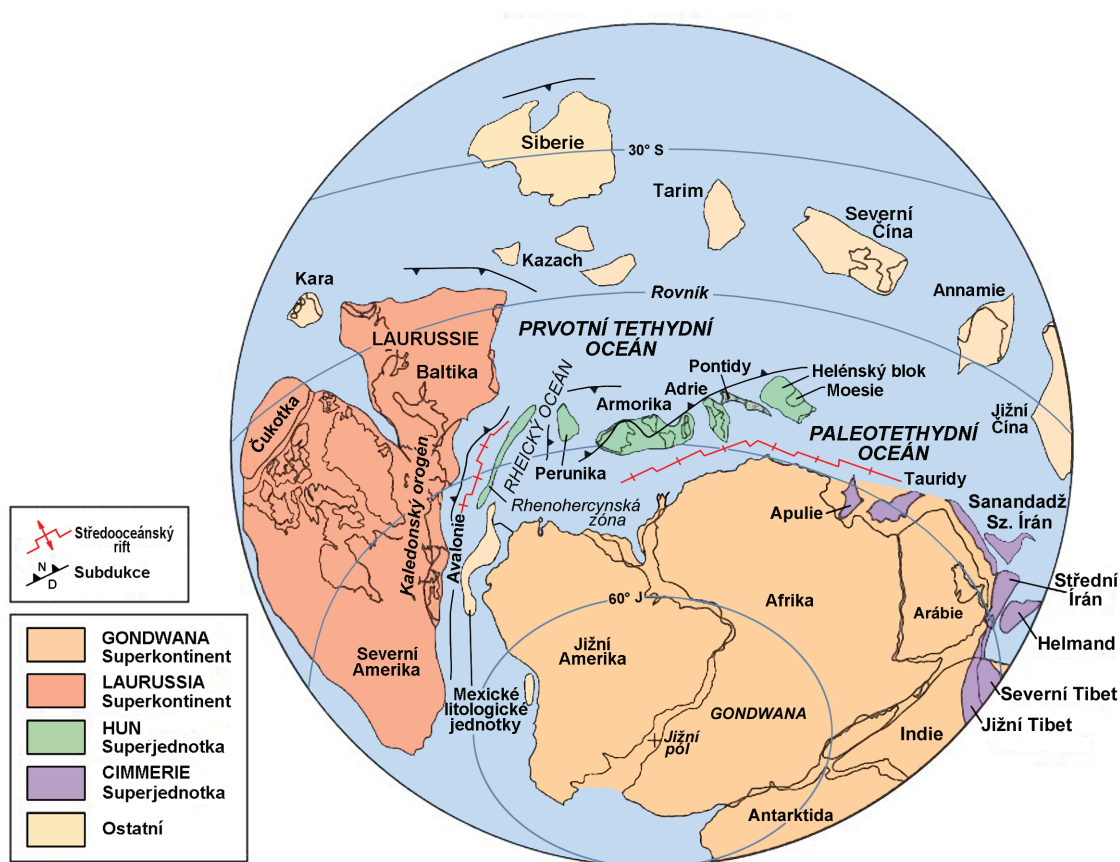 Siberie
30° S
Tarim
Severní
Čína
Kazach
Kara
Rovník
Annamie
LAURUSSIE
PRVOTNÍ TETHYDNÍ
OCEÁN
Baltika
Pontidy
Helénský blok
Adrie
Moesie
RHEICKÝ OCEÁN
Armorika
Čukotka
Jižní
Čína
PALEOTETHYDNÍ
OCEÁN
Perunika
Tauridy
Kaledonský orogén
Rhenohercynská
zóna
Sanandadž
Sz. Írán
Apulie
Avalonie
Středooceánský
rift
N
D
Subdukce
Střední
Írán
60° J
Afrika
Arábie
Helmand
Jižní
Amerika
Severní
Amerika
Severní Tibet
Mexické
litologické
jednotky
GONDWANA
Jižní Tibet
Indie
Jižní
pól
Antarktida
GONDWANA
Superkontinent
LAURUSSIA
Superkontinent
HUN
Superjednotka
CIMMERIE
Superjednotka
Ostatní